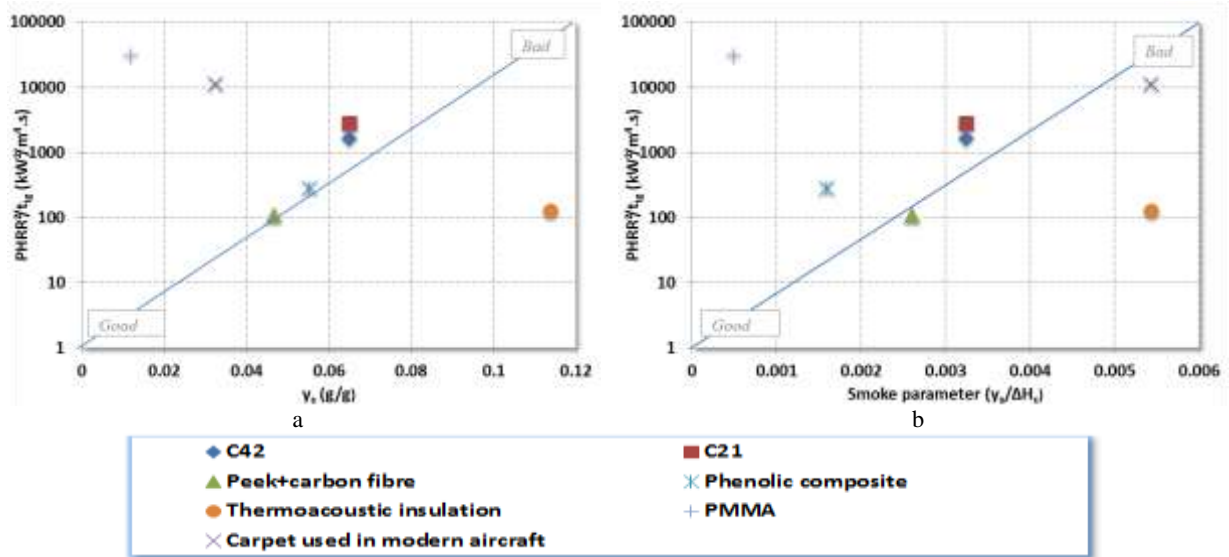 100000
10000
1000
100
10
1
PHRR²/t_ig (kW²/m⁴.s)
Bad
Good
0 0.02 0.04 0.06 0.08 0.1 0.12
y_s (g/g)
a
100000
10000
1000
100
10
1
PHRR²/t_ig (kW²/m⁴.s)
Bad
Good
0 0.001 0.002 0.003 0.004 0.005 0.006
Smoke parameter (y_s/ΔH_c)
b
C42 C21
Peek+carbon fibre Phenolic composite
Thermoacoustic insulation PMMA
Carpet used in modern aircraft